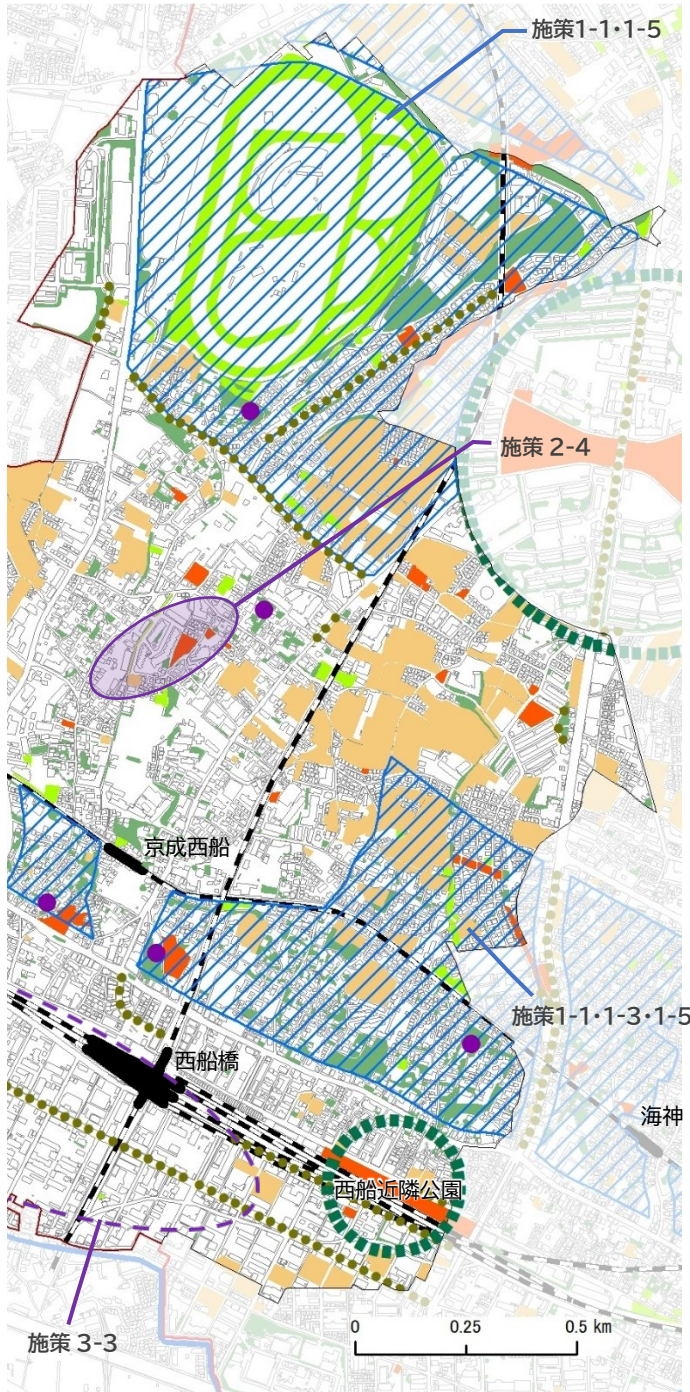 施策1-1・1-5
施策 2-4
京成西船
施策1-1・1-3・1-5
西船橋
海神
西船近隣公園
施策 3-3
0
0.25
0.5 km